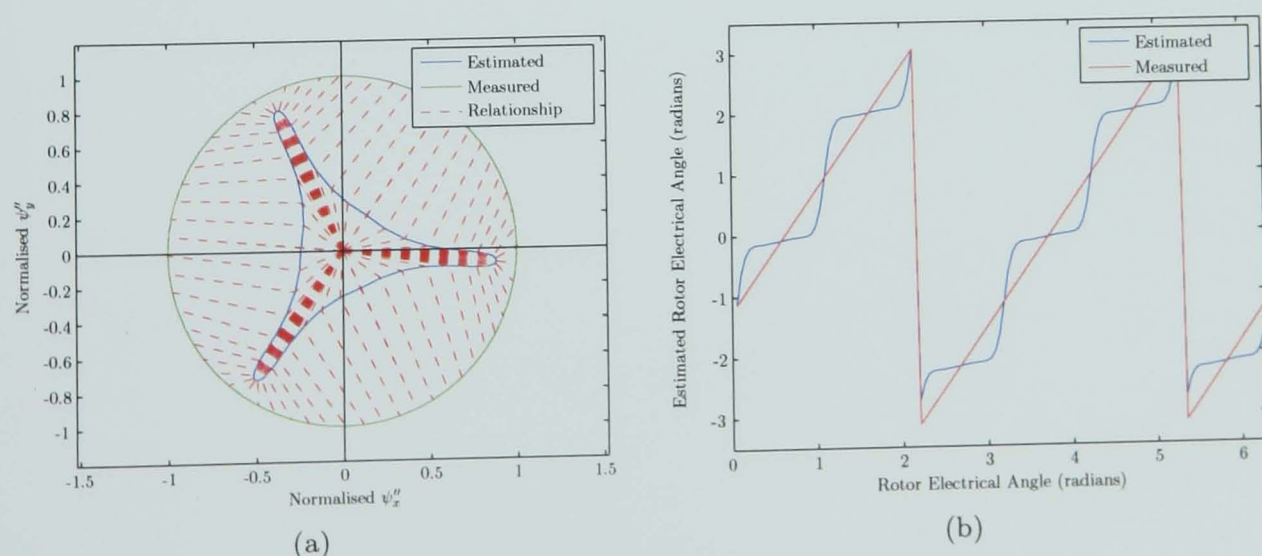 Estimated
Measured
Relationship
1
0.8
0.6
0.4
0.2
0
-0.2
-0.4
-0.6
-0.8
-1
-1.5
-1
-0.5
0
0.5
1
1.5
Normalised ψ″y
Normalised ψ″x
(a)
Estimated
Measured
3
2
1
0
-1
-2
-3
0
1
2
3
4
5
6
Estimated Rotor Electrical Angle (radians)
Rotor Electrical Angle (radians)
(b)